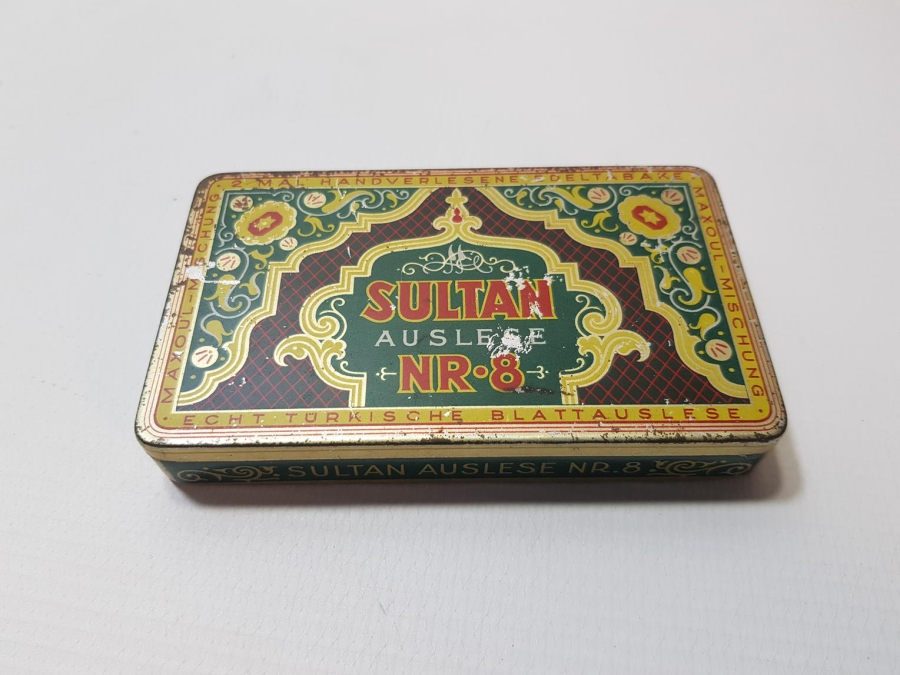 2 MAL HANDVERLESENE EDELTABAKE
MAXOUL-MISCHUNG
MAXOUL-MISCHUNG
SULTAN
AUSLESE
NR·8
ECHT TÜRKISCHE BLATTAUSLESE
SULTAN AUSLESE NR.8